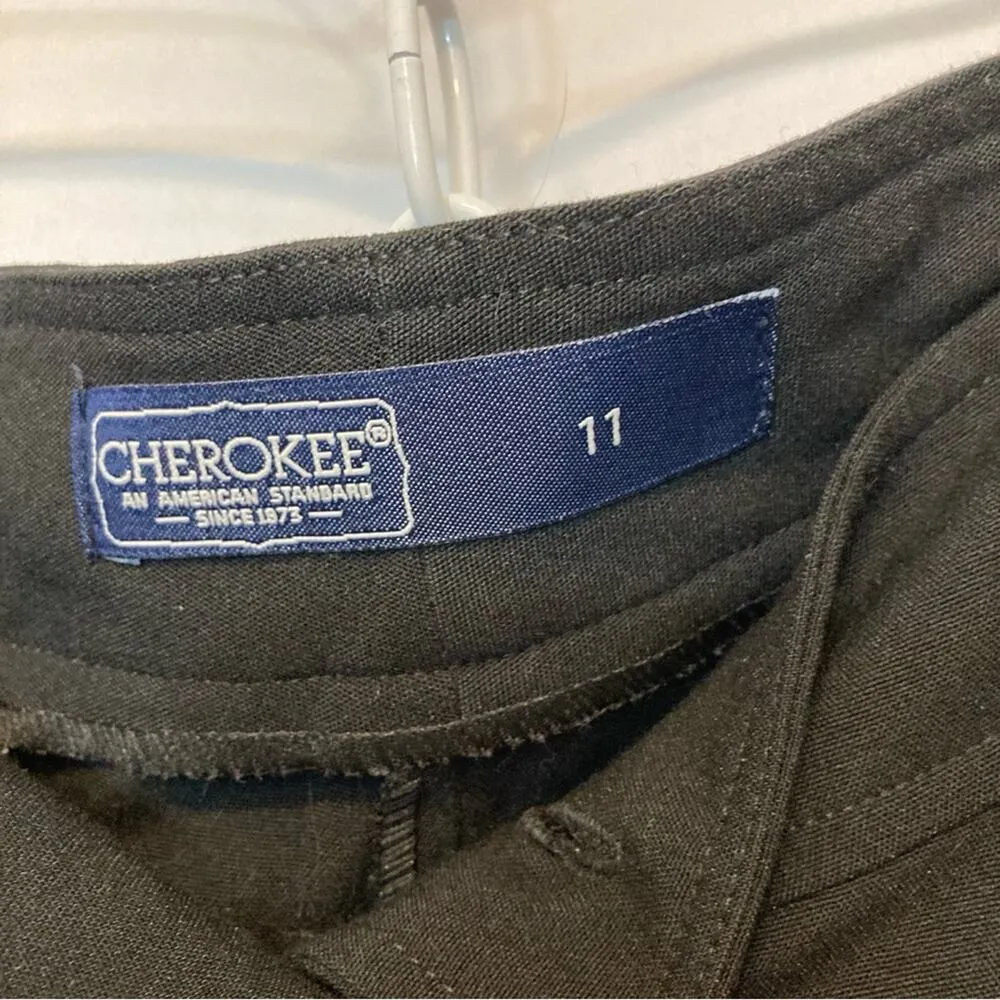 CHEROKEE®
AN AMERICAN STANDARD
— SINCE 1973 —
11